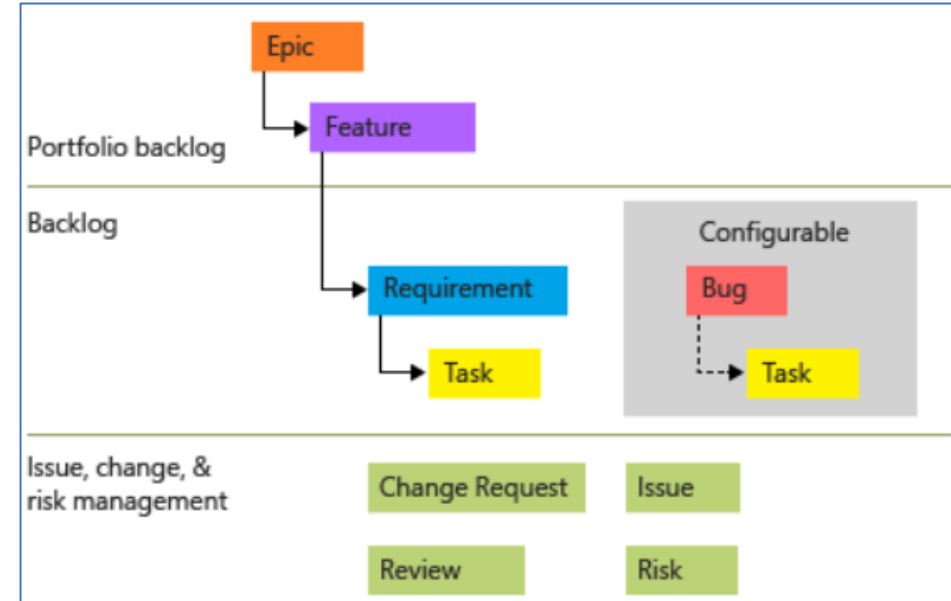 Epic
Feature
Portfolio backlog
Backlog
Configurable
Requirement
Bug
Task
Task
Issue, change, &
risk management
Change Request
Issue
Review
Risk